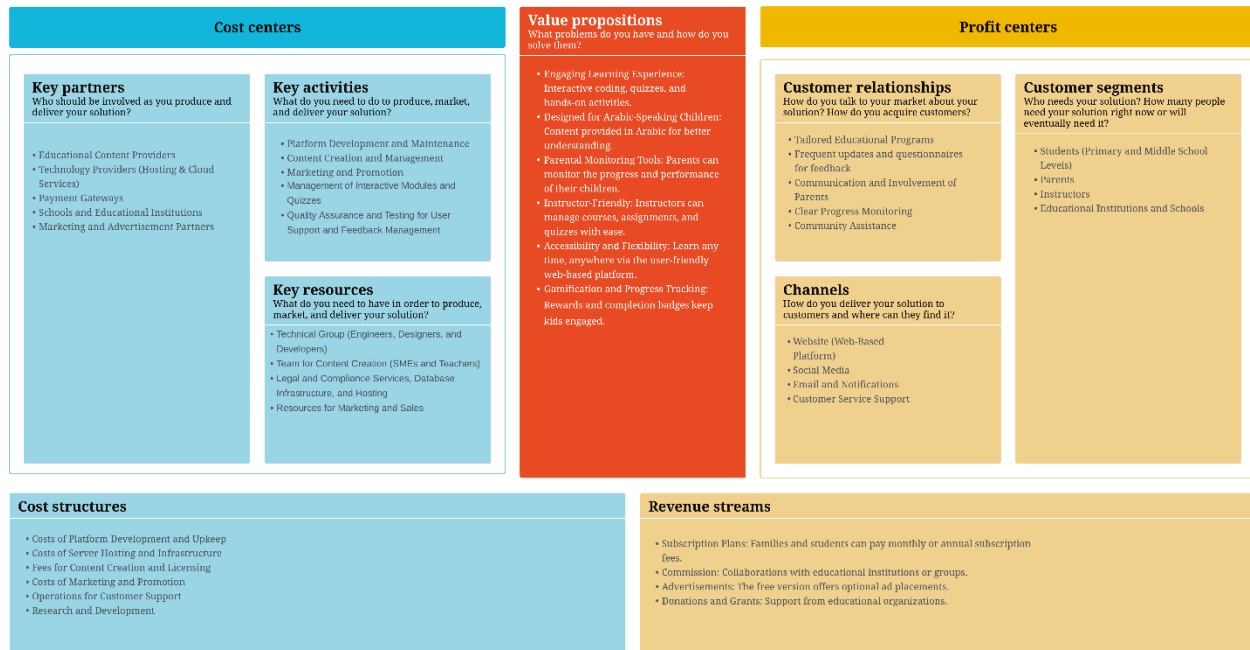 Cost centers
Key partners
Who should be involved as you produce and
deliver your solution?
• Educational Content Providers
• Technology Providers (Hosting & Cloud
Services)
• Payment Gateways
• Schools and Educational Institutions
• Marketing and Advertisement Partners
Key activities
What do you need to do to produce, market,
and deliver your solution?
• Platform Development and Maintenance
• Content Creation and Management
• Marketing and Promotion
• Management of Interactive Modules and
Quizzes
• Quality Assurance and Testing for User
Support and Feedback Management
Key resources
What do you need to have in order to produce,
market, and deliver your solution?
• Technical Group (Engineers, Designers, and
Developers)
• Team for Content Creation (SMEs and Teachers)
• Legal and Compliance Services, Database
Infrastructure, and Hosting
• Resources for Marketing and Sales
Value propositions
What problems do you have and how do you
solve them?
• Engaging Learning Experience:
Interactive coding, quizzes, and
hands-on activities.
• Designed for Arabic-Speaking Children:
Content provided in Arabic for better
understanding.
• Parental Monitoring Tools: Parents can
monitor the progress and performance
of their children.
• Instructor-Friendly: Instructors can
manage courses, assignments, and
quizzes with ease.
• Accessibility and Flexibility: Learn any
time, anywhere via the user-friendly
web-based platform.
• Gamification and Progress Tracking:
Rewards and completion badges keep
kids engaged.
Profit centers
Customer relationships
How do you talk to your market about your
solution? How do you acquire customers?
• Tailored Educational Programs
• Frequent updates and questionnaires
for feedback
• Communication and Involvement of
Parents
• Clear Progress Monitoring
• Community Assistance
Channels
How do you deliver your solution to
customers and where can they find it?
• Website (Web-Based
Platform)
• Social Media
• Email and Notifications
• Customer Service Support
Customer segments
Who needs your solution? How many people
need your solution right now or will
eventually need it?
• Students (Primary and Middle School
Levels)
• Parents
• Instructors
• Educational Institutions and Schools
Cost structures
• Costs of Platform Development and Upkeep
• Costs of Server Hosting and Infrastructure
• Fees for Content Creation and Licensing
• Costs of Marketing and Promotion
• Operations for Customer Support
• Research and Development
Revenue streams
• Subscription Plans: Families and students can pay monthly or annual subscription
fees.
• Commission: Collaborations with educational institutions or groups.
• Advertisements: The free version offers optional ad placements.
• Donations and Grants: Support from educational organizations.